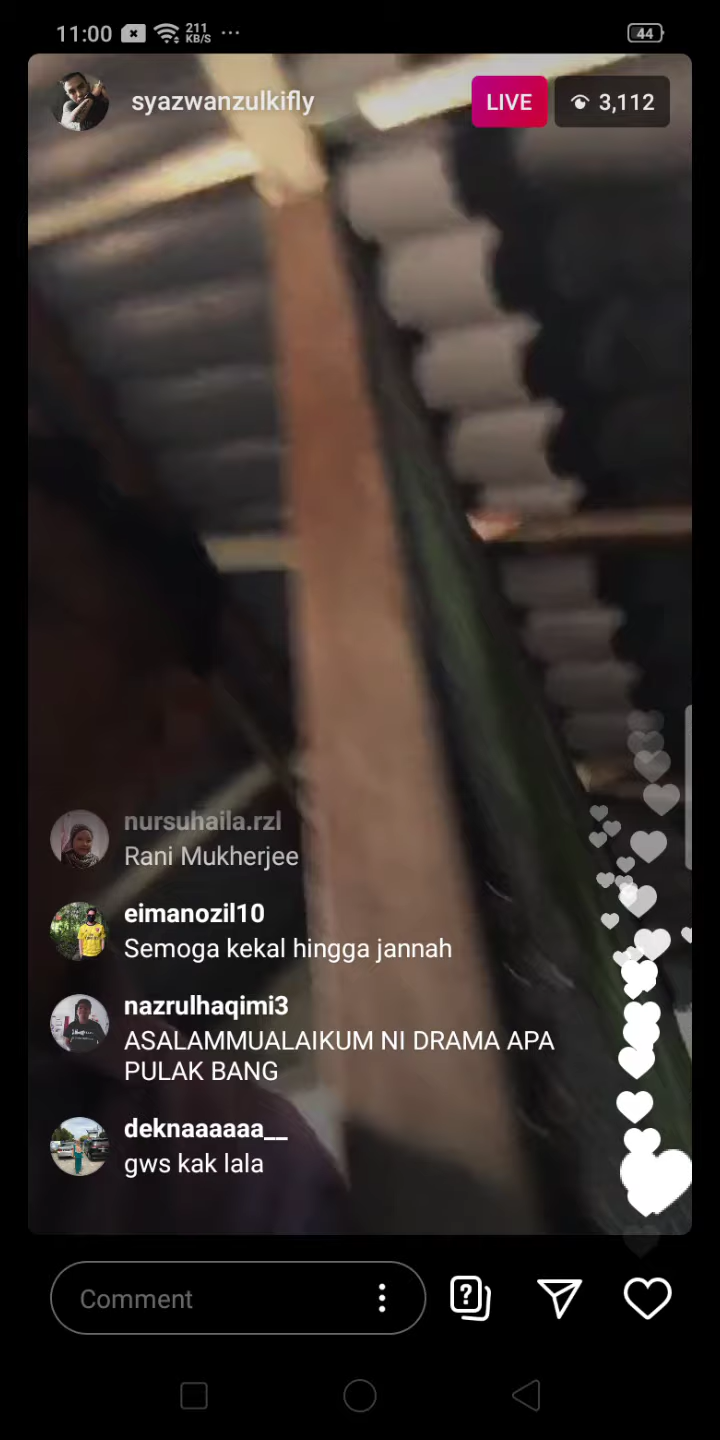 11:00 211 KB/S ... 44
syazwanzulkifly LIVE 3,112
nursuhaila.rzl
Rani Mukherjee
eimanozil10
Semoga kekal hingga jannah
nazrulhaqimi3
ASALAMMUALAIKUM NI DRAMA APA
PULAK BANG
deknaaaaaa__
gws kak lala
Comment